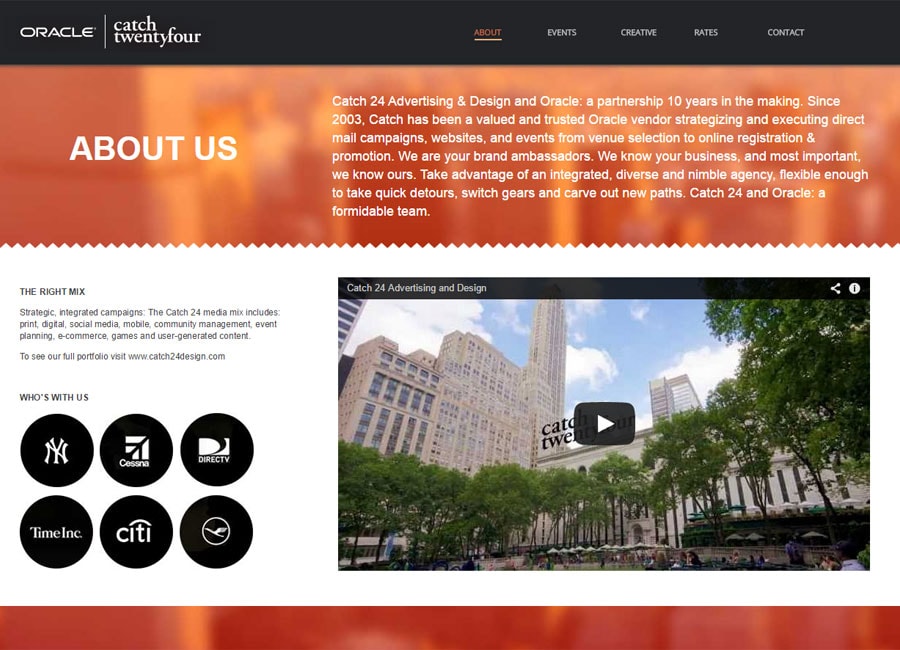 ORACLE
catch
twentyfour
ABOUT
EVENTS
CREATIVE
RATES
CONTACT
ABOUT US
Catch 24 Advertising & Design and Oracle: a partnership 10 years in the making. Since
2003, Catch has been a valued and trusted Oracle vendor strategizing and executing direct
mail campaigns, websites, and events from venue selection to online registration &
promotion. We are your brand ambassadors. We know your business, and most important,
we know ours. Take advantage of an integrated, diverse and nimble agency, flexible enough
to take quick detours, switch gears and carve out new paths. Catch 24 and Oracle: a
formidable team.
THE RIGHT MIX
Strategic, integrated campaigns: The Catch 24 media mix includes:
print, digital, social media, mobile, community management, event
planning, e-commerce, games and user-generated content.
To see our full portfolio visit www.catch24design.com
WHO'S WITH US
NY
Cessna
DIRECTV
Time Inc.
citi
Catch 24 Advertising and Design
catch
twentyfour